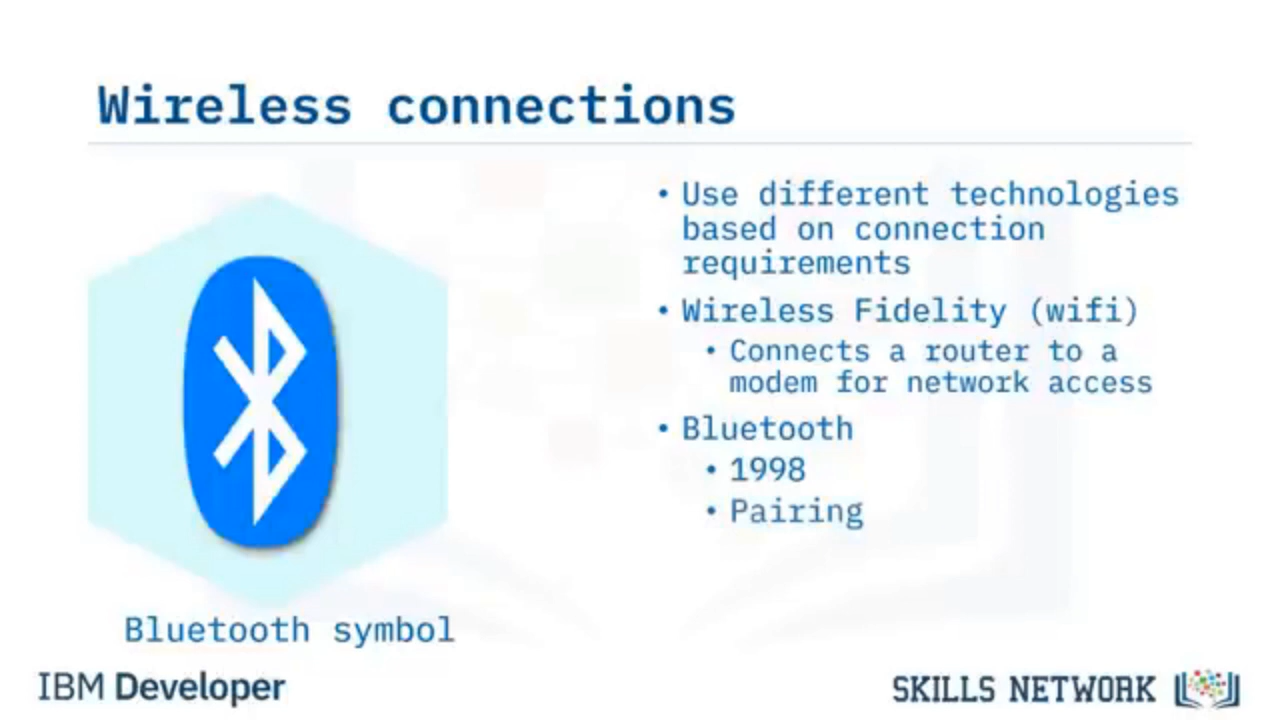 Wireless connections
• Use different technologies
based on connection
requirements
• Wireless Fidelity (wifi)
• Connects a router to a
modem for network access
• Bluetooth
• 1998
• Pairing
Bluetooth symbol
IBM Developer
SKILLS NETWORK